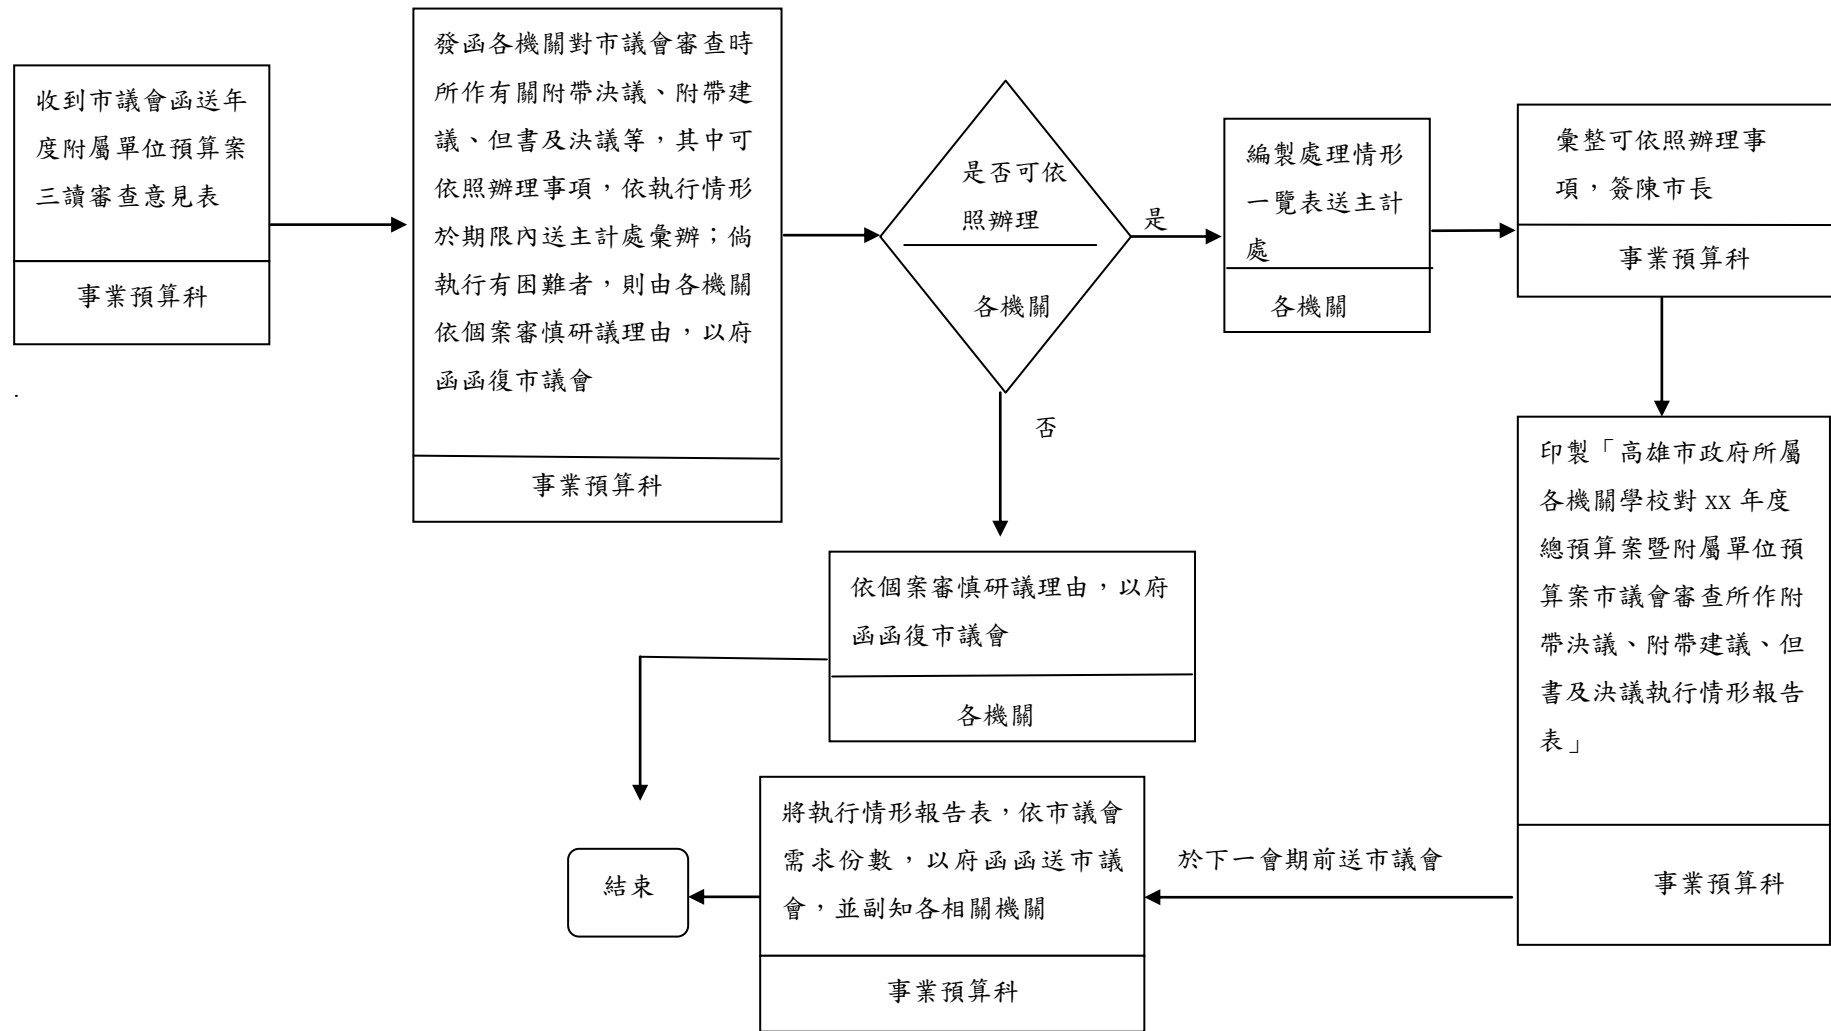 收到市議會函送年
度附屬單位預算案
三讀審查意見表
事業預算科
發函各機關對市議會審查時
所作有關附帶決議、附帶建
議、但書及決議等，其中可
依照辦理事項，依執行情形
於期限內送主計處彙辦；倘
執行有困難者，則由各機關
依個案審慎研議理由，以府
函函復市議會
事業預算科
是否可依
照辦理
各機關
是
編製處理情形
一覽表送主計
處
各機關
彙整可依照辦理事
項，簽陳市長
事業預算科
否
依個案審慎研議理由，以府
函函復市議會
各機關
印製「高雄市政府所屬
各機關學校對 xx 年度
總預算案暨附屬單位預
算案市議會審查所作附
帶決議、附帶建議、但
書及決議執行情形報告
表」
事業預算科
於下一會期前送市議會
將執行情形報告表，依市議會
需求份數，以府函函送市議
會，並副知各相關機關
事業預算科
結束